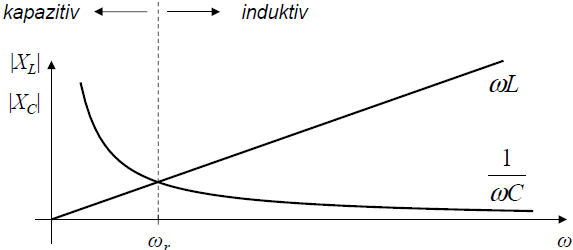 kapazitiv
induktiv
|X_L|
|X_C|
ωL
1
ωC
ω_r
ω